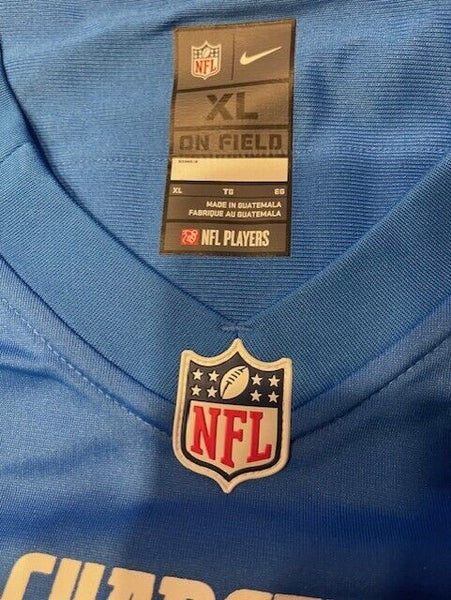 NFL
XL
ON FIELD
XL TG EG
MADE IN GUATEMALA
FABRIQUE AU GUATEMALA
NFL PLAYERS
NFL